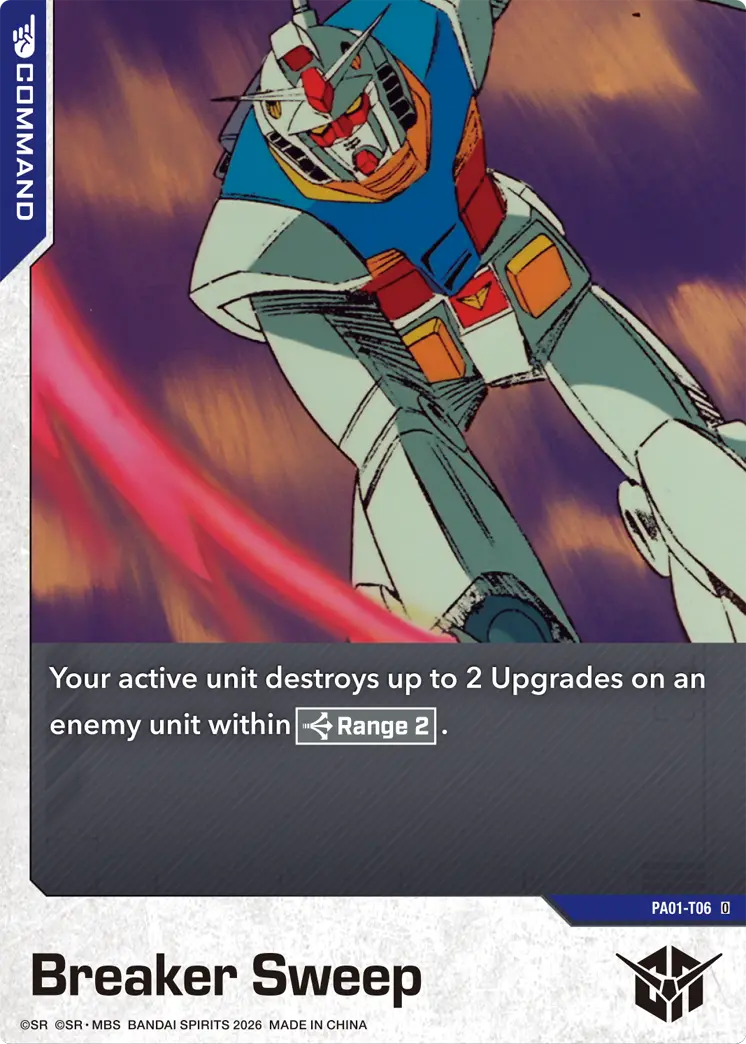 COMMAND
Your active unit destroys up to 2 Upgrades on an
enemy unit within Range 2 .
PA01-T06 0
Breaker Sweep
©SR ©SR・MBS BANDAI SPIRITS 2026 MADE IN CHINA